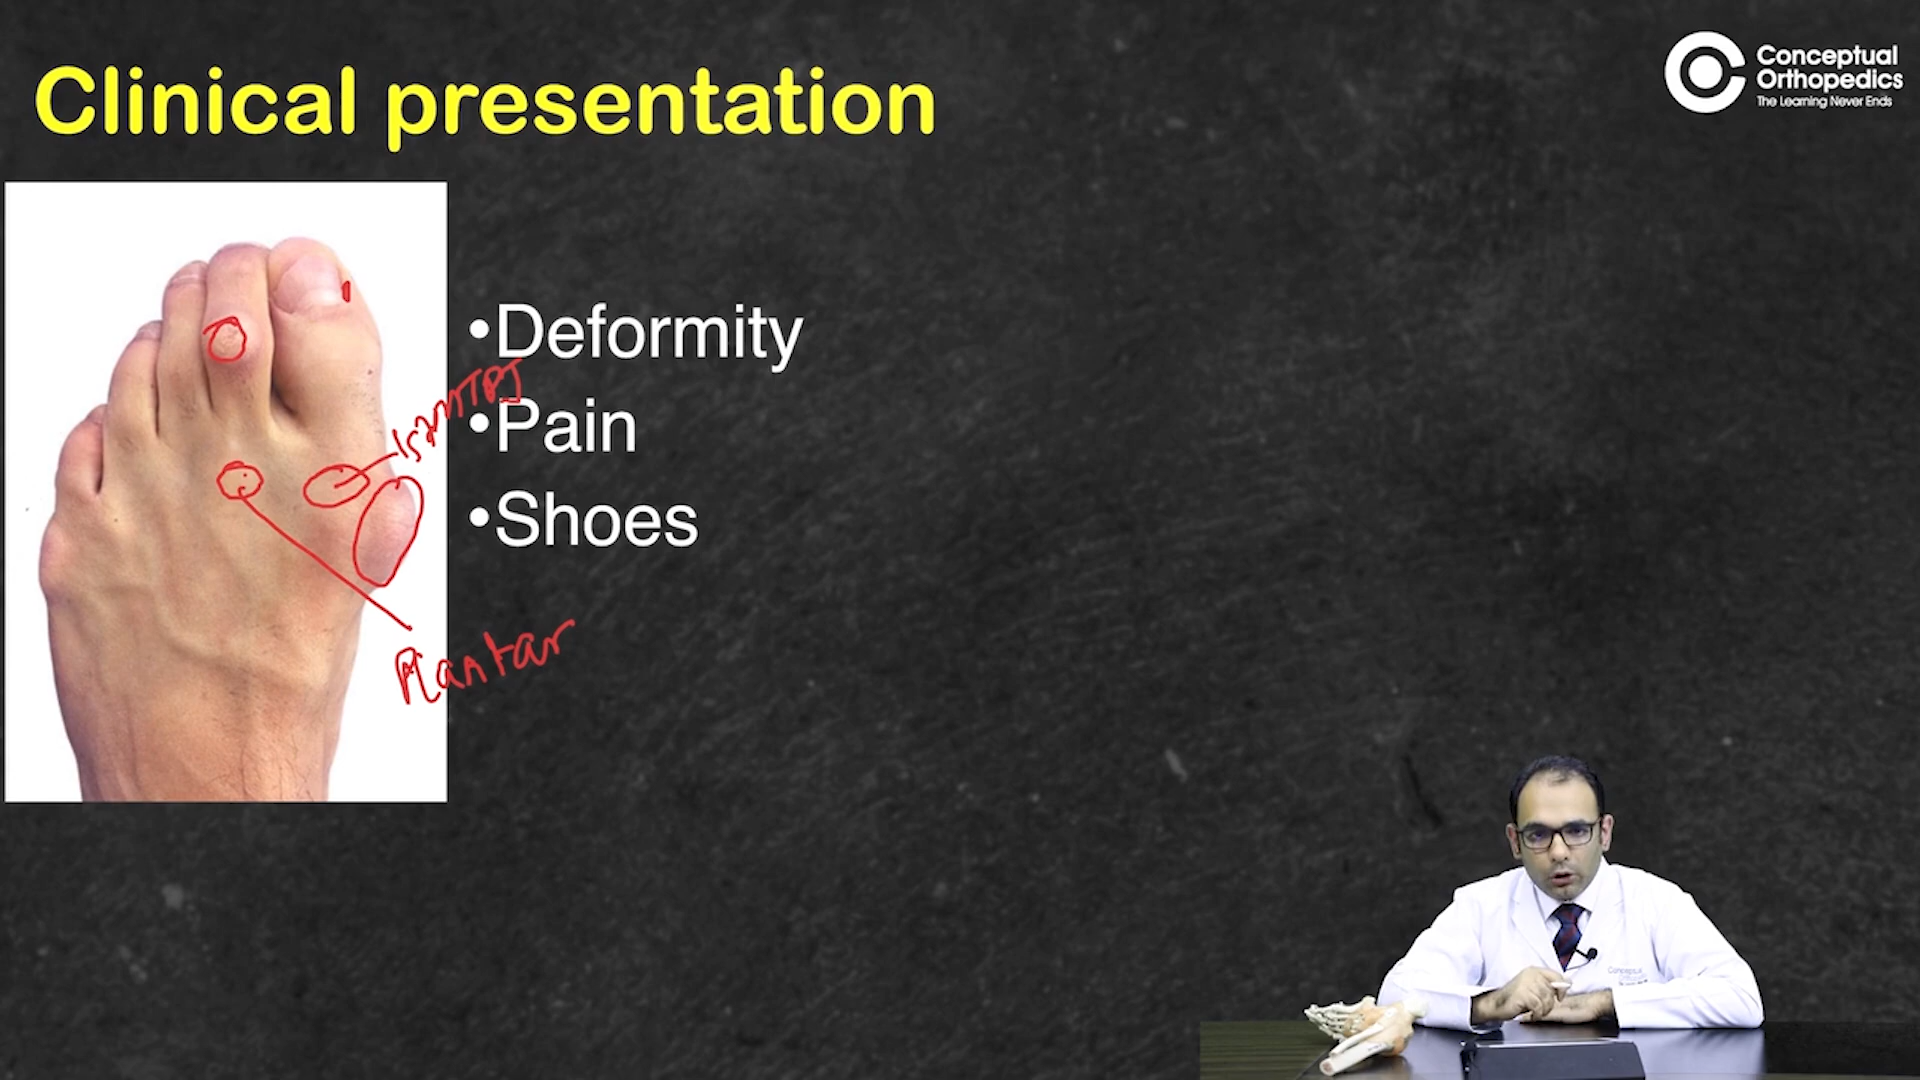 Clinical presentation
Conceptual
Orthopedics
The Learning Never Ends
•Deformity
•Pain
•Shoes
Plantar